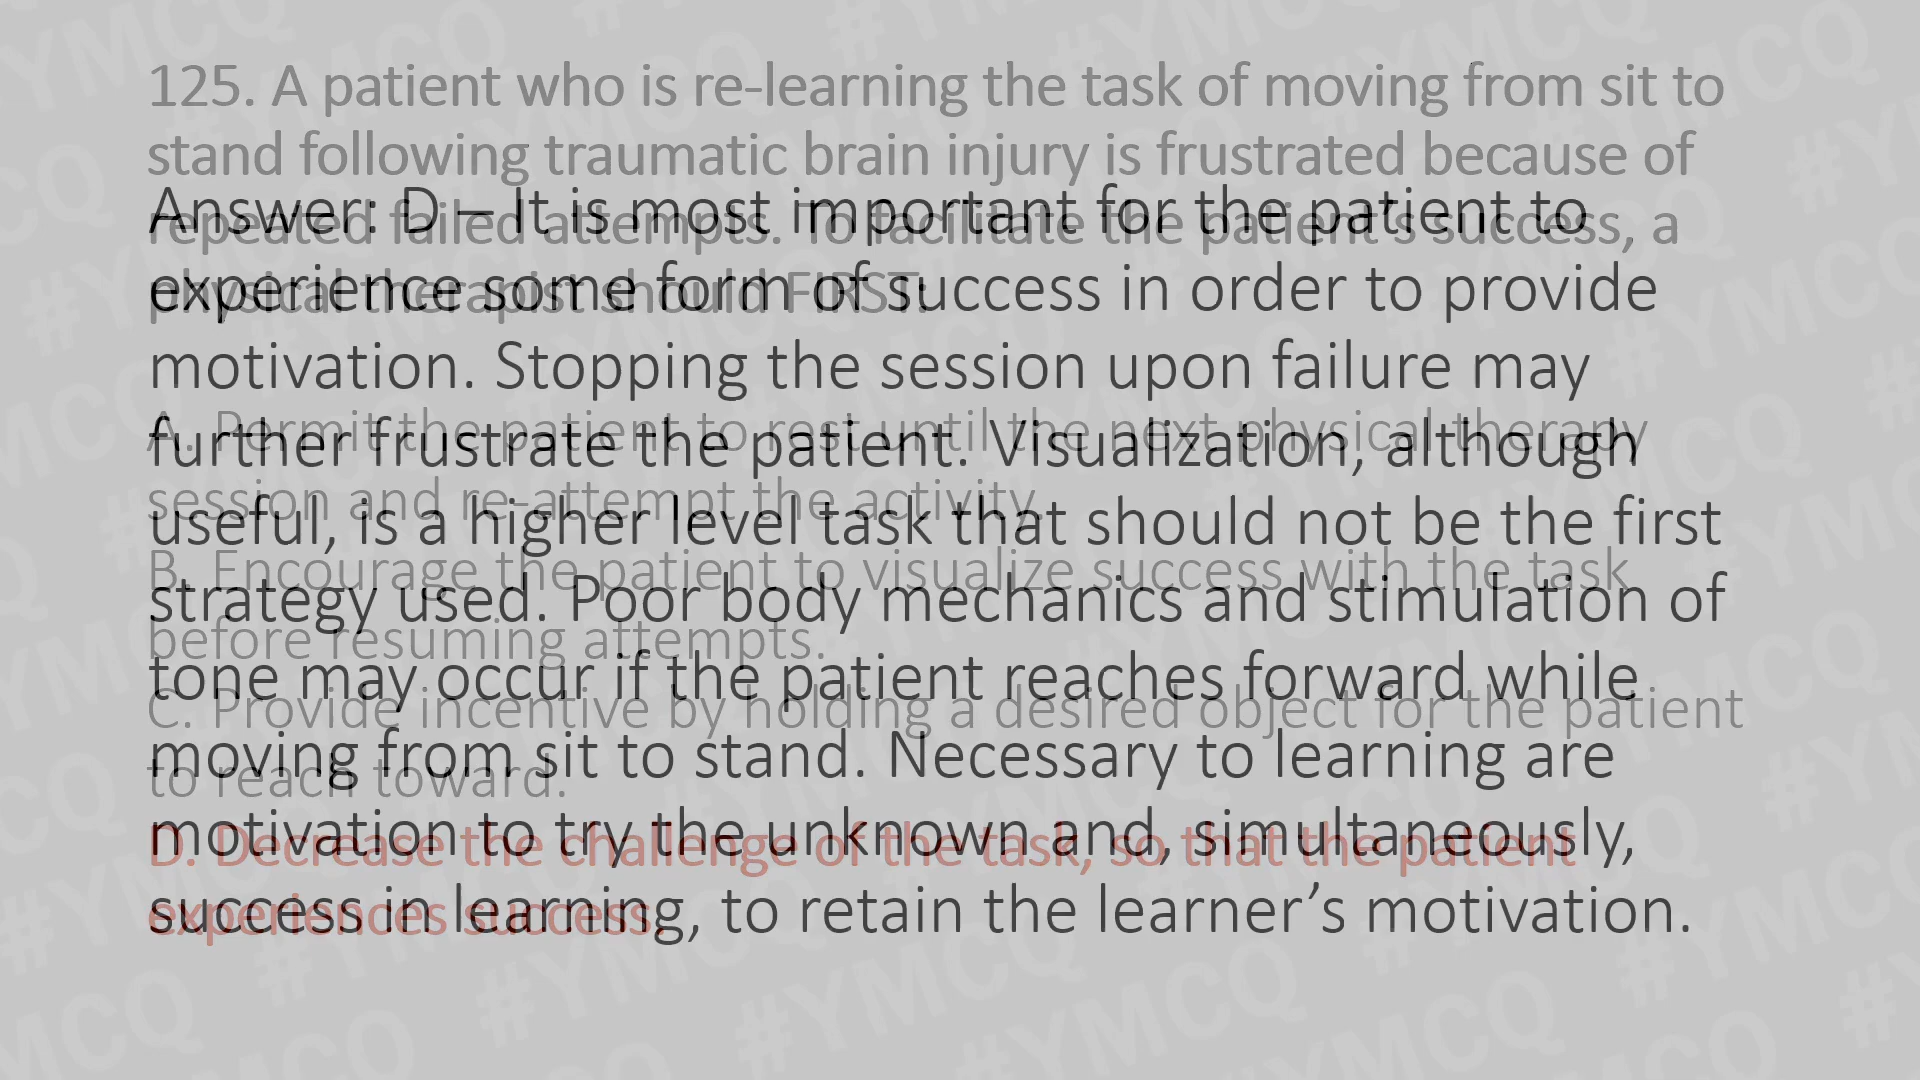 125. A patient who is re-learning the task of moving from sit to
stand following traumatic brain injury is frustrated because of
repeated failed attempts. To facilitate the patient's success, a
physical therapist should FIRST:
A. Permit the patient to rest until the next physical therapy
session and re-attempt the activity.
B. Encourage the patient to visualize success with the task
before resuming attempts.
C. Provide incentive by holding a desired object for the patient
to reach toward.
D. Decrease the challenge of the task, so that the patient
experiences success.
Answer: D – It is most important for the patient to
experience some form of success in order to provide
motivation. Stopping the session upon failure may
further frustrate the patient. Visualization, although
useful, is a higher level task that should not be the first
strategy used. Poor body mechanics and stimulation of
tone may occur if the patient reaches forward while
moving from sit to stand. Necessary to learning are
motivation to try the unknown and, simultaneously,
success in learning, to retain the learner’s motivation.
#YMCQ